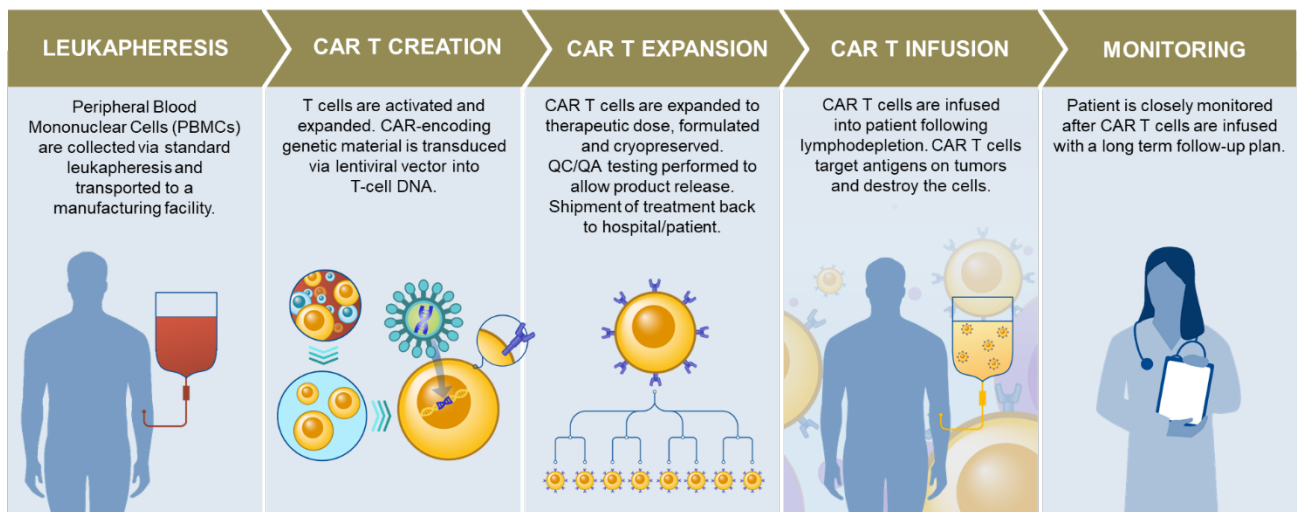 LEUKAPHERESIS
Peripheral Blood
Mononuclear Cells (PBMCs)
are collected via standard
leukapheresis and
transported to a
manufacturing facility.
CAR T CREATION
T cells are activated and
expanded. CAR-encoding
genetic material is transduced
via lentiviral vector into
T-cell DNA.
CAR T EXPANSION
CAR T cells are expanded to
therapeutic dose, formulated
and cryopreserved.
QC/QA testing performed to
allow product release.
Shipment of treatment back
to hospital/patient.
CAR T INFUSION
CAR T cells are infused
into patient following
lymphodepletion. CAR T cells
target antigens on tumors
and destroy the cells.
MONITORING
Patient is closely monitored
after CAR T cells are infused
with a long term follow-up plan.